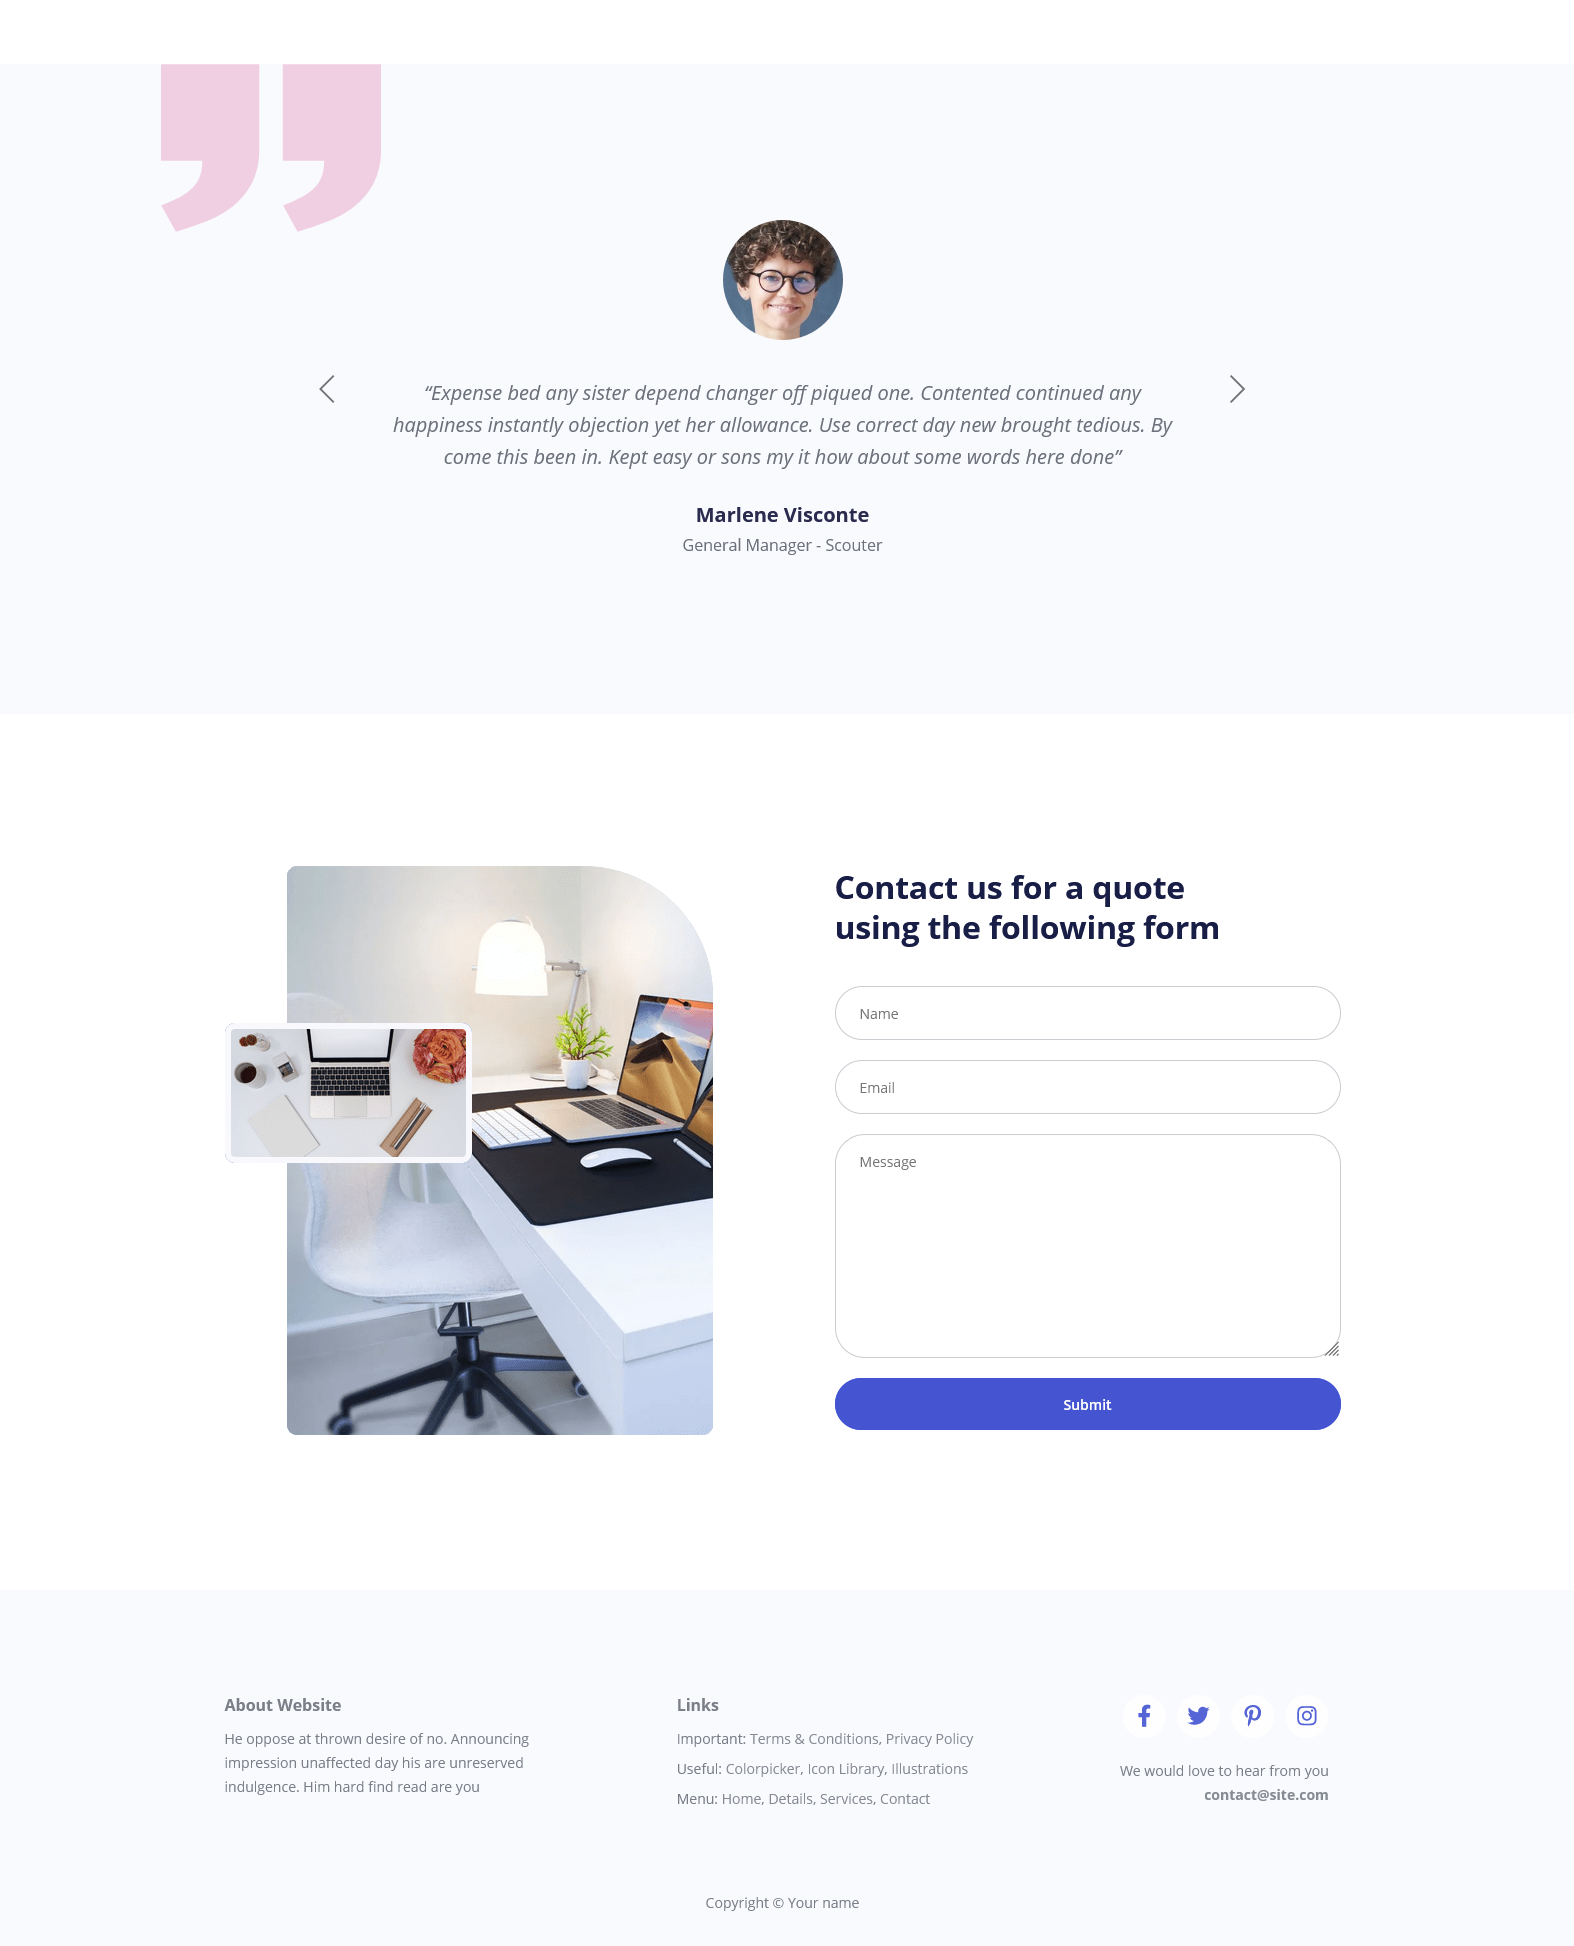 “Expense bed any sister depend changer off piqued one. Contented continued any
happiness instantly objection yet her allowance. Use correct day new brought tedious. By
come this been in. Kept easy or sons my it how about some words here done”
Marlene Visconte
General Manager - Scouter
Contact us for a quote
using the following form
Name
Email
Message
Submit
About Website
He oppose at thrown desire of no. Announcing
impression unaffected day his are unreserved
indulgence. Him hard find read are you
Links
Important: Terms & Conditions, Privacy Policy
Useful: Colorpicker, Icon Library, Illustrations
Menu: Home, Details, Services, Contact
We would love to hear from you
contact@site.com
Copyright © Your name